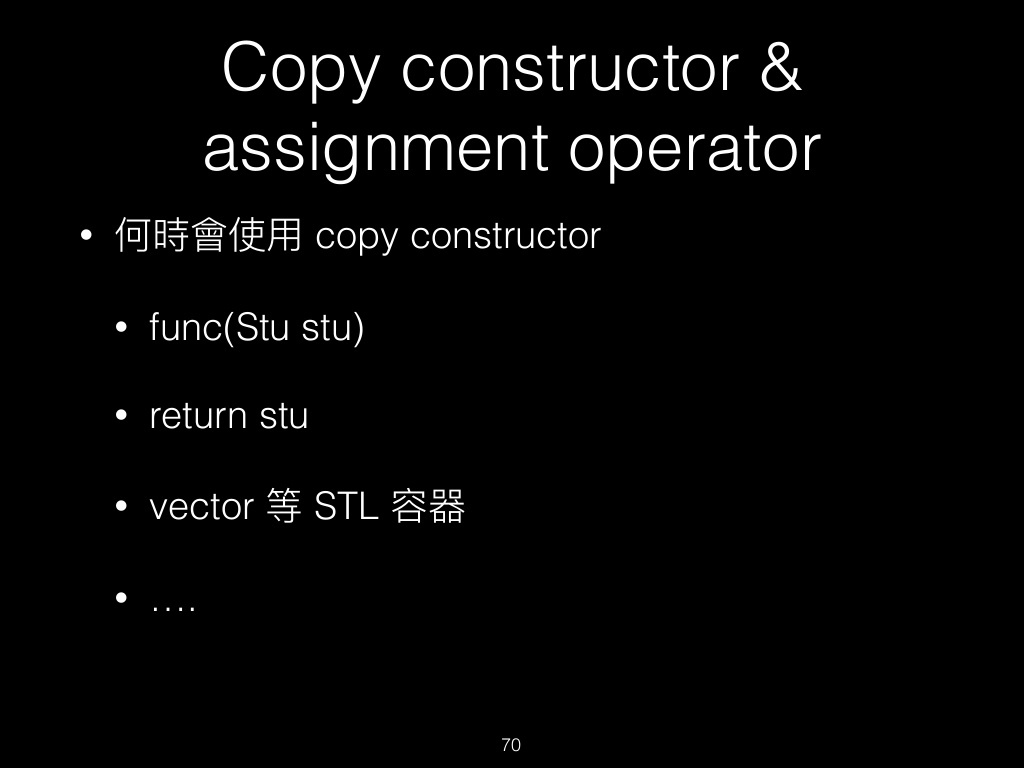 Copy constructor &
assignment operator
• 何時會使用 copy constructor
• func(Stu stu)
• return stu
• vector 等 STL 容器
• ….
70